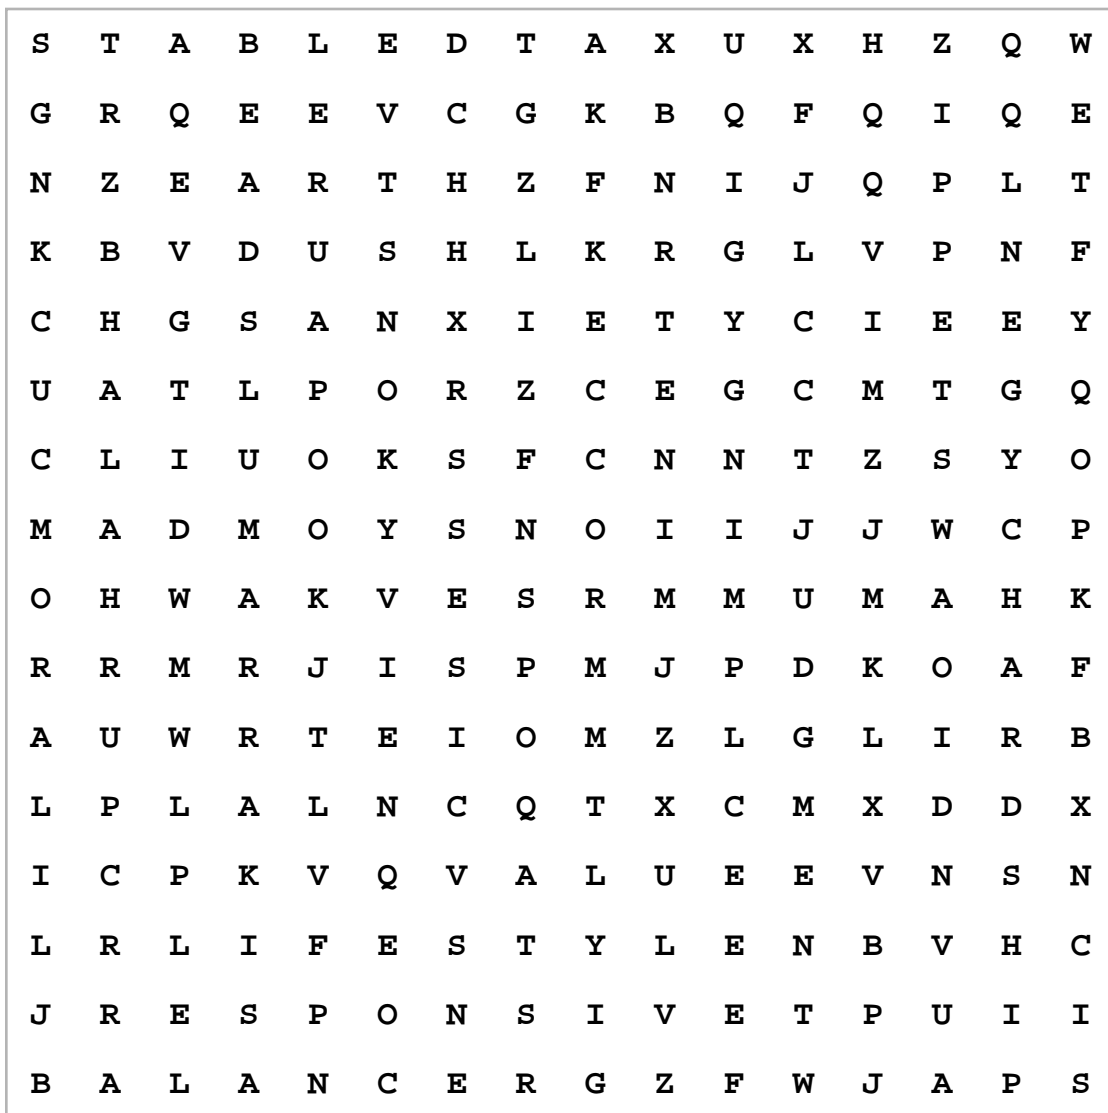 S T A B L E D T A X U X H Z Q W
G R Q E E V C G K B Q F Q I Q E
N Z E A R T H Z F N I J Q P L T
K B V D U S H L K R G L V P N F
C H G S A N X I E T Y C I E E Y
U A T L P O R Z C E G C M T G Q
C L I U O K S F C N N T Z S Y O
M A D M O Y S N O I I J J W C P
O H W A K V E S R M M U M A H K
R R M R J I S P M J P D K O A F
A U W R T E I O M Z L G L I R B
L P L A L N C Q T X C M X D D X
I C P K V Q V A L U E E V N S N
L R L I F E S T Y L E N B V H C
J R E S P O N S I V E T P U I I
B A L A N C E R G Z F W J A P S